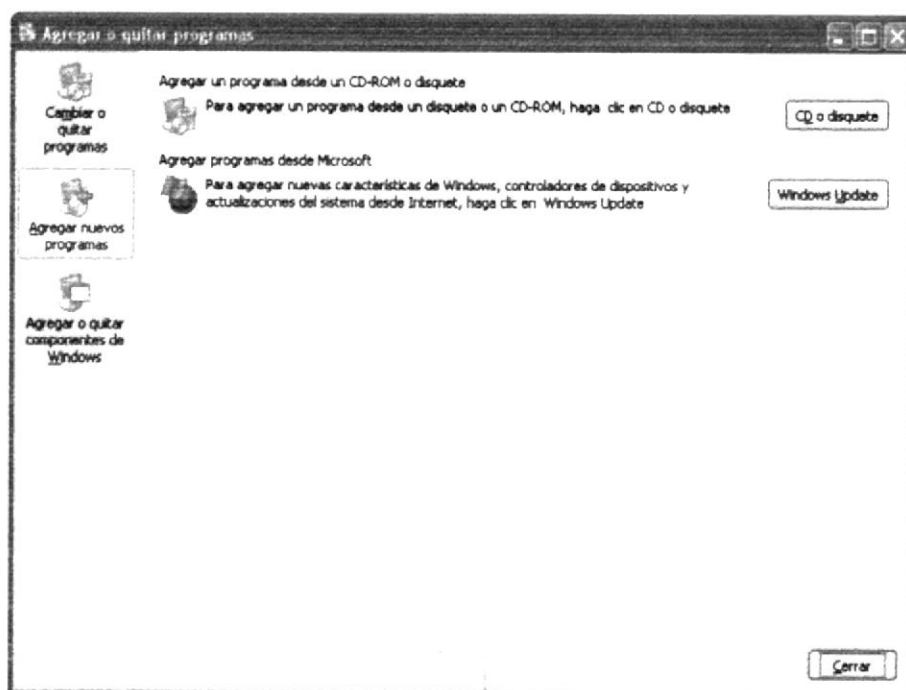 Agregar o quitar programas
Cambiar o
quitar
programas
Agregar nuevos
programas
Agregar o quitar
componentes de
Windows
Agregar un programa desde un CD-ROM o disquete
Para agregar un programa desde un disquete o un CD-ROM, haga clic en CD o disquete
CD o disquete
Agregar programas desde Microsoft
Para agregar nuevas características de Windows, controladores de dispositivos y
actualizaciones del sistema desde Internet, haga clic en Windows Update
Windows Update
Cerrar